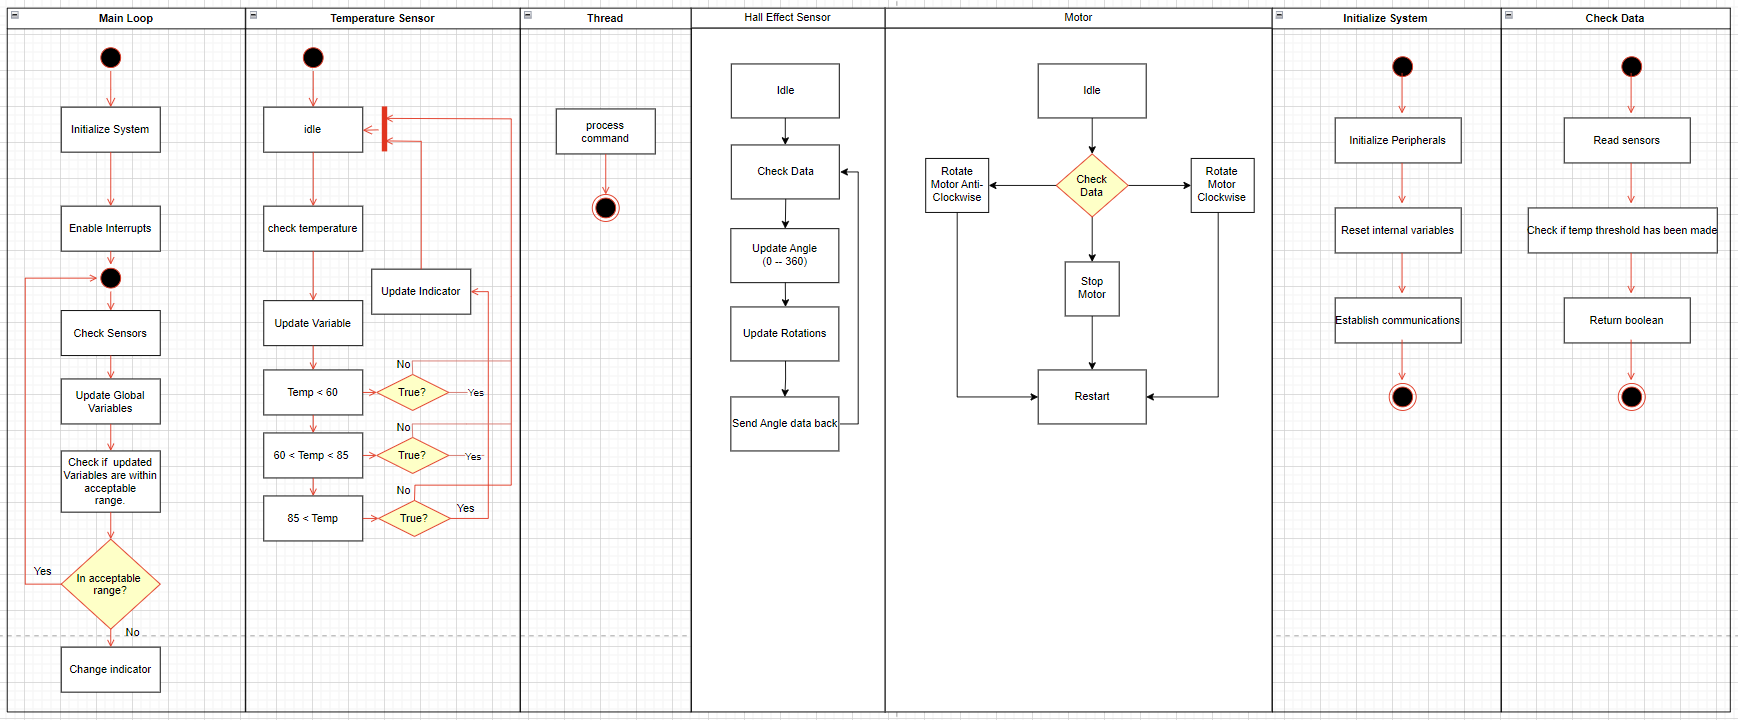 Main Loop
Initialize System
Enable Interrupts
Check Sensors
Update Global
Variables
Check if  updated
Variables are within
acceptable
range.
In acceptable
range?
Yes
No
Change indicator
Temperature Sensor
idle
check temperature
Update Indicator
Update Variable
Temp < 60
True?
No
Yes
60 < Temp < 85
True?
No
Yes
85 < Temp
True?
No
Yes
Thread
process
command
Hall Effect Sensor
Idle
Check Data
Update Angle
(0 -- 360)
Update Rotations
Send Angle data back
Motor
Idle
Rotate
Motor Anti-
Clockwise
Check
Data
Rotate
Motor
Clockwise
Stop
Motor
Restart
Initialize System
Initialize Peripherals
Reset internal variables
Establish communications
Check Data
Read sensors
Check if temp threshold has been made
Return boolean